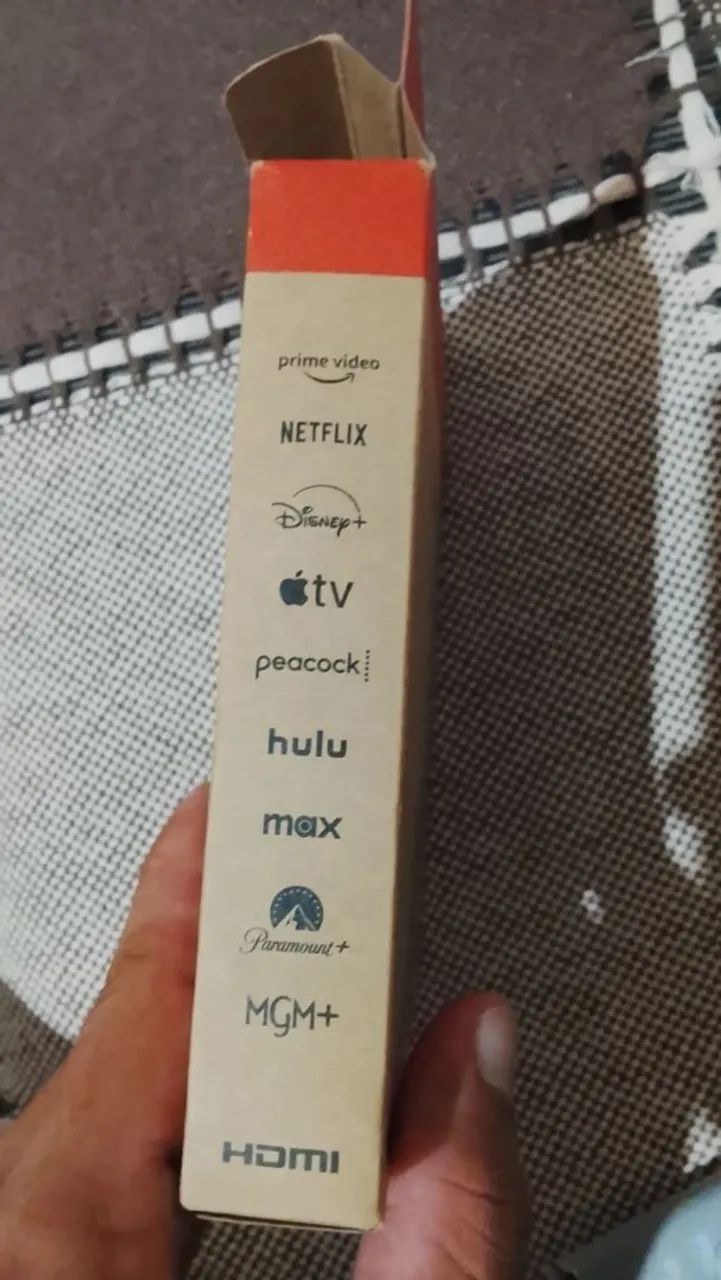 prime video
NETFLIX
Disney+
tv
peacock
hulu
max
Paramount+
MGM+
HDMI